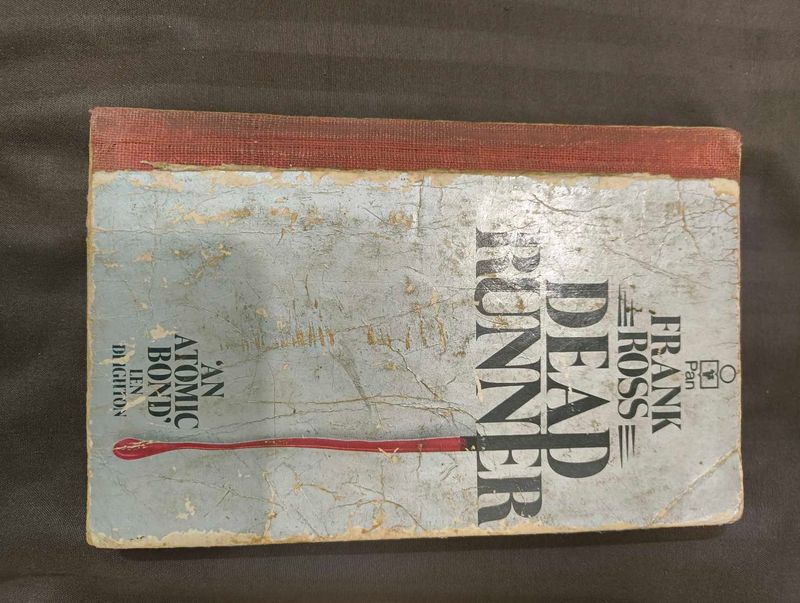 Pan
FRANK
ROSS
DEAD
RUNNER
'AN
ATOMIC
BOND'
LEN
DEIGHTON